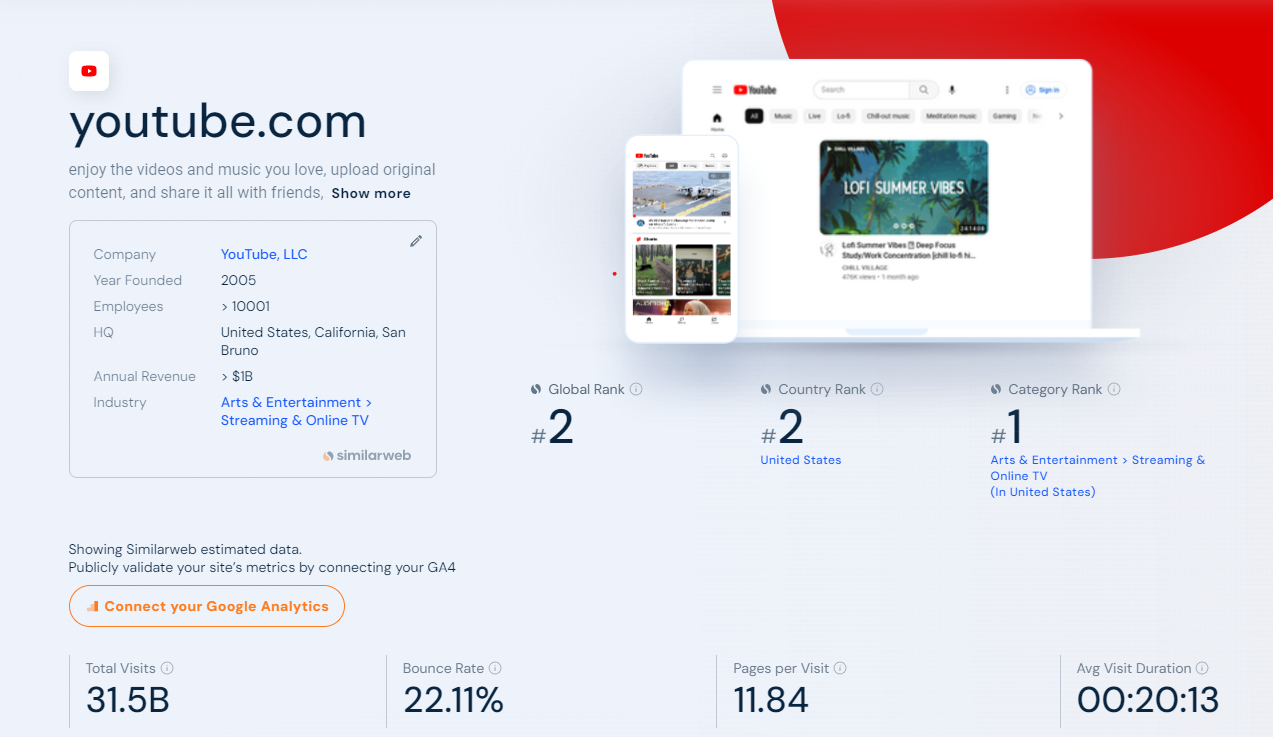 youtube.com
enjoy the videos and music you love, upload original
content, and share it all with friends, Show more
Company YouTube, LLC
Year Founded 2005
Employees > 10001
HQ United States, California, San
Bruno
Annual Revenue > $1B
Industry Arts & Entertainment >
Streaming & Online TV
similarweb
YouTube Search Sign in
Home All Music Live Lo-fi Chill-out music Meditation music Gaming
CHILL VILLAGE
LOFI SUMMER VIBES
Lofi Summer Vibes Deep Focus
Study/Work Concentration [chill lo-fi hi...
CHILL VILLAGE
476K views • 1 month ago
YouTube
Shorts
Global Rank
#2
Country Rank
#2
United States
Category Rank
#1
Arts & Entertainment > Streaming &
Online TV
(In United States)
Showing Similarweb estimated data.
Publicly validate your site's metrics by connecting your GA4
Connect your Google Analytics
Total Visits
31.5B
Bounce Rate
22.11%
Pages per Visit
11.84
Avg Visit Duration
00:20:13